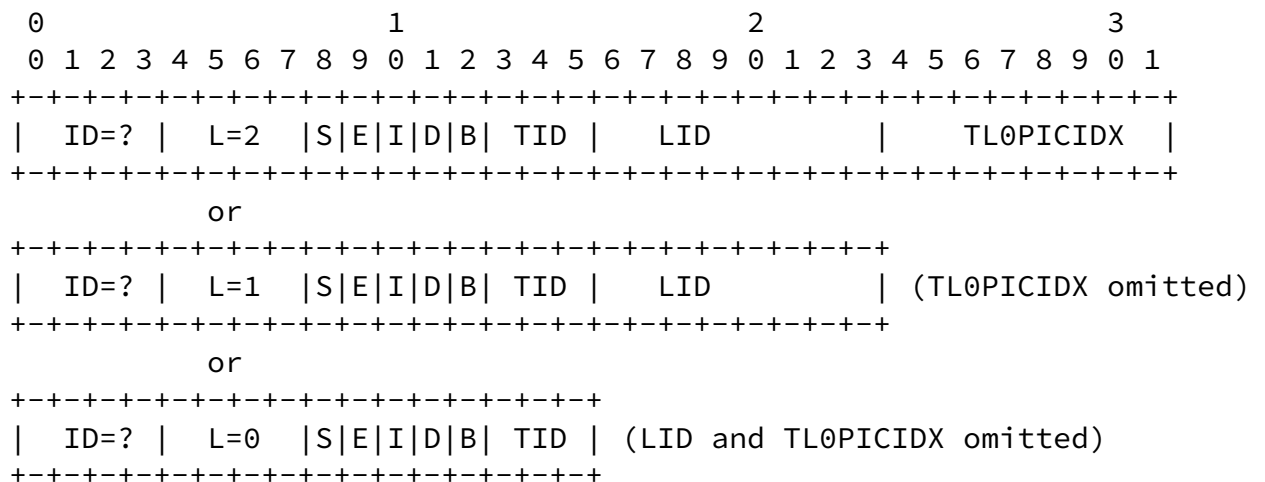 0                   1                   2                   3
 0 1 2 3 4 5 6 7 8 9 0 1 2 3 4 5 6 7 8 9 0 1 2 3 4 5 6 7 8 9 0 1
+-+-+-+-+-+-+-+-+-+-+-+-+-+-+-+-+-+-+-+-+-+-+-+-+-+-+-+-+-+-+-+-+
|  ID=? |  L=2  |S|E|I|D|B| TID |   LID         |    TL0PICIDX  |
+-+-+-+-+-+-+-+-+-+-+-+-+-+-+-+-+-+-+-+-+-+-+-+-+-+-+-+-+-+-+-+-+
           or
+-+-+-+-+-+-+-+-+-+-+-+-+-+-+-+-+-+-+-+-+-+-+-+-+
|  ID=? |  L=1  |S|E|I|D|B| TID |   LID         | (TL0PICIDX omitted)
+-+-+-+-+-+-+-+-+-+-+-+-+-+-+-+-+-+-+-+-+-+-+-+-+
           or
+-+-+-+-+-+-+-+-+-+-+-+-+-+-+-+-+
|  ID=? |  L=0  |S|E|I|D|B| TID | (LID and TL0PICIDX omitted)
+-+-+-+-+-+-+-+-+-+-+-+-+-+-+-+-+